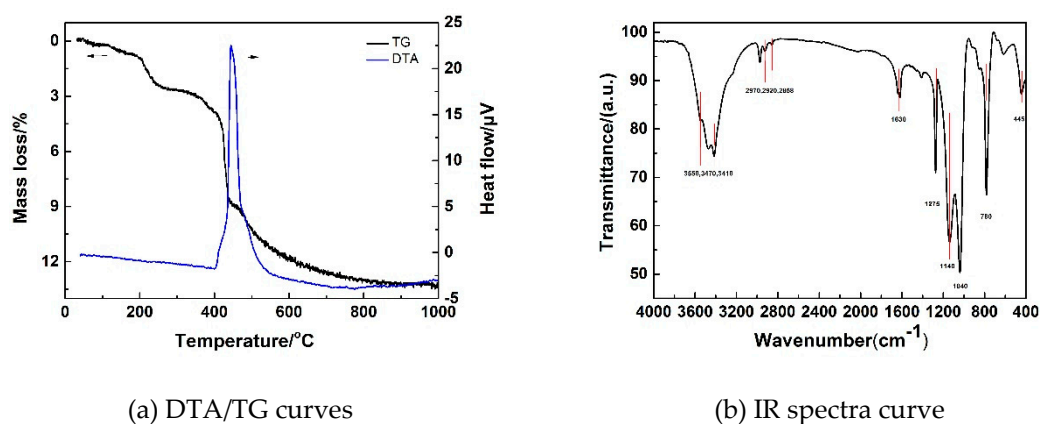 0
3
6
9
12
Mass loss/%
25
20
15
10
5
0
-5
Heat flow/μV
TG
DTA
0 200 400 600 800 1000
Temperature/°C
(a) DTA/TG curves
100
90
80
70
60
50
Transmittance/(a.u.)
2970,2920,2868
1630
445
3550,3470,3410
1275
780
1140
1040
4000 3600 3200 2800 2400 2000 1600 1200 800 400
Wavenumber(cm-1)
(b) IR spectra curve